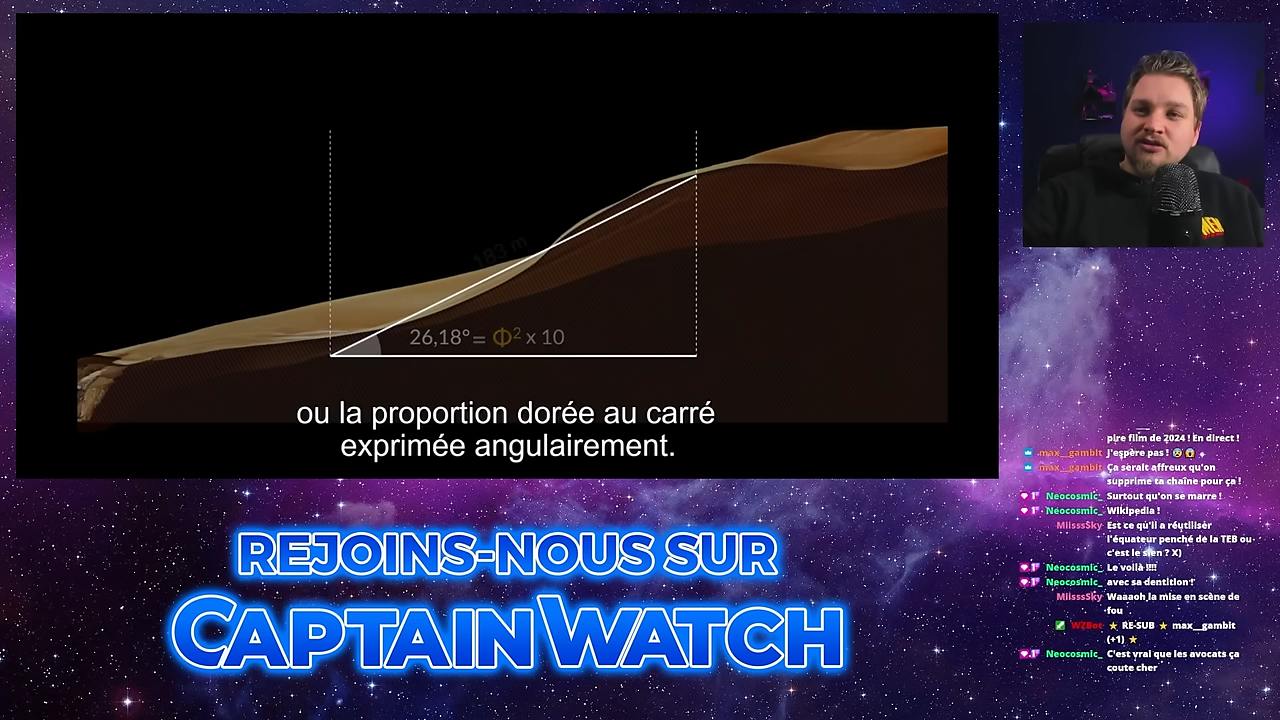 183 m
26,18° = Φ² x 10
ou la proportion dorée au carré
exprimée angulairement.
REJOINS-NOUS SUR
CAPTAINWATCH
pire film de 2024 ! En direct !
max__gambit J'espère pas ! 😰😱
max__gambit Ça serait affreux qu'on
supprime ta chaîne pour ça !
Neocosmic_ Surtout qu'on se marre !
Neocosmic_ Wikipedia !
MiisssSky Est ce qu'il a réutiliser
l'équateur penché de la TEB ou
c'est le sien ? X)
Neocosmic_ Le voilà !!!!
Neocosmic_ avec sa dentition !
MiisssSky Waaaoh la mise en scène de
fou
WZBot ★ RE-SUB ★ max__gambit
(+1) ★
Neocosmic_ C'est vrai que les avocats ça
coute cher